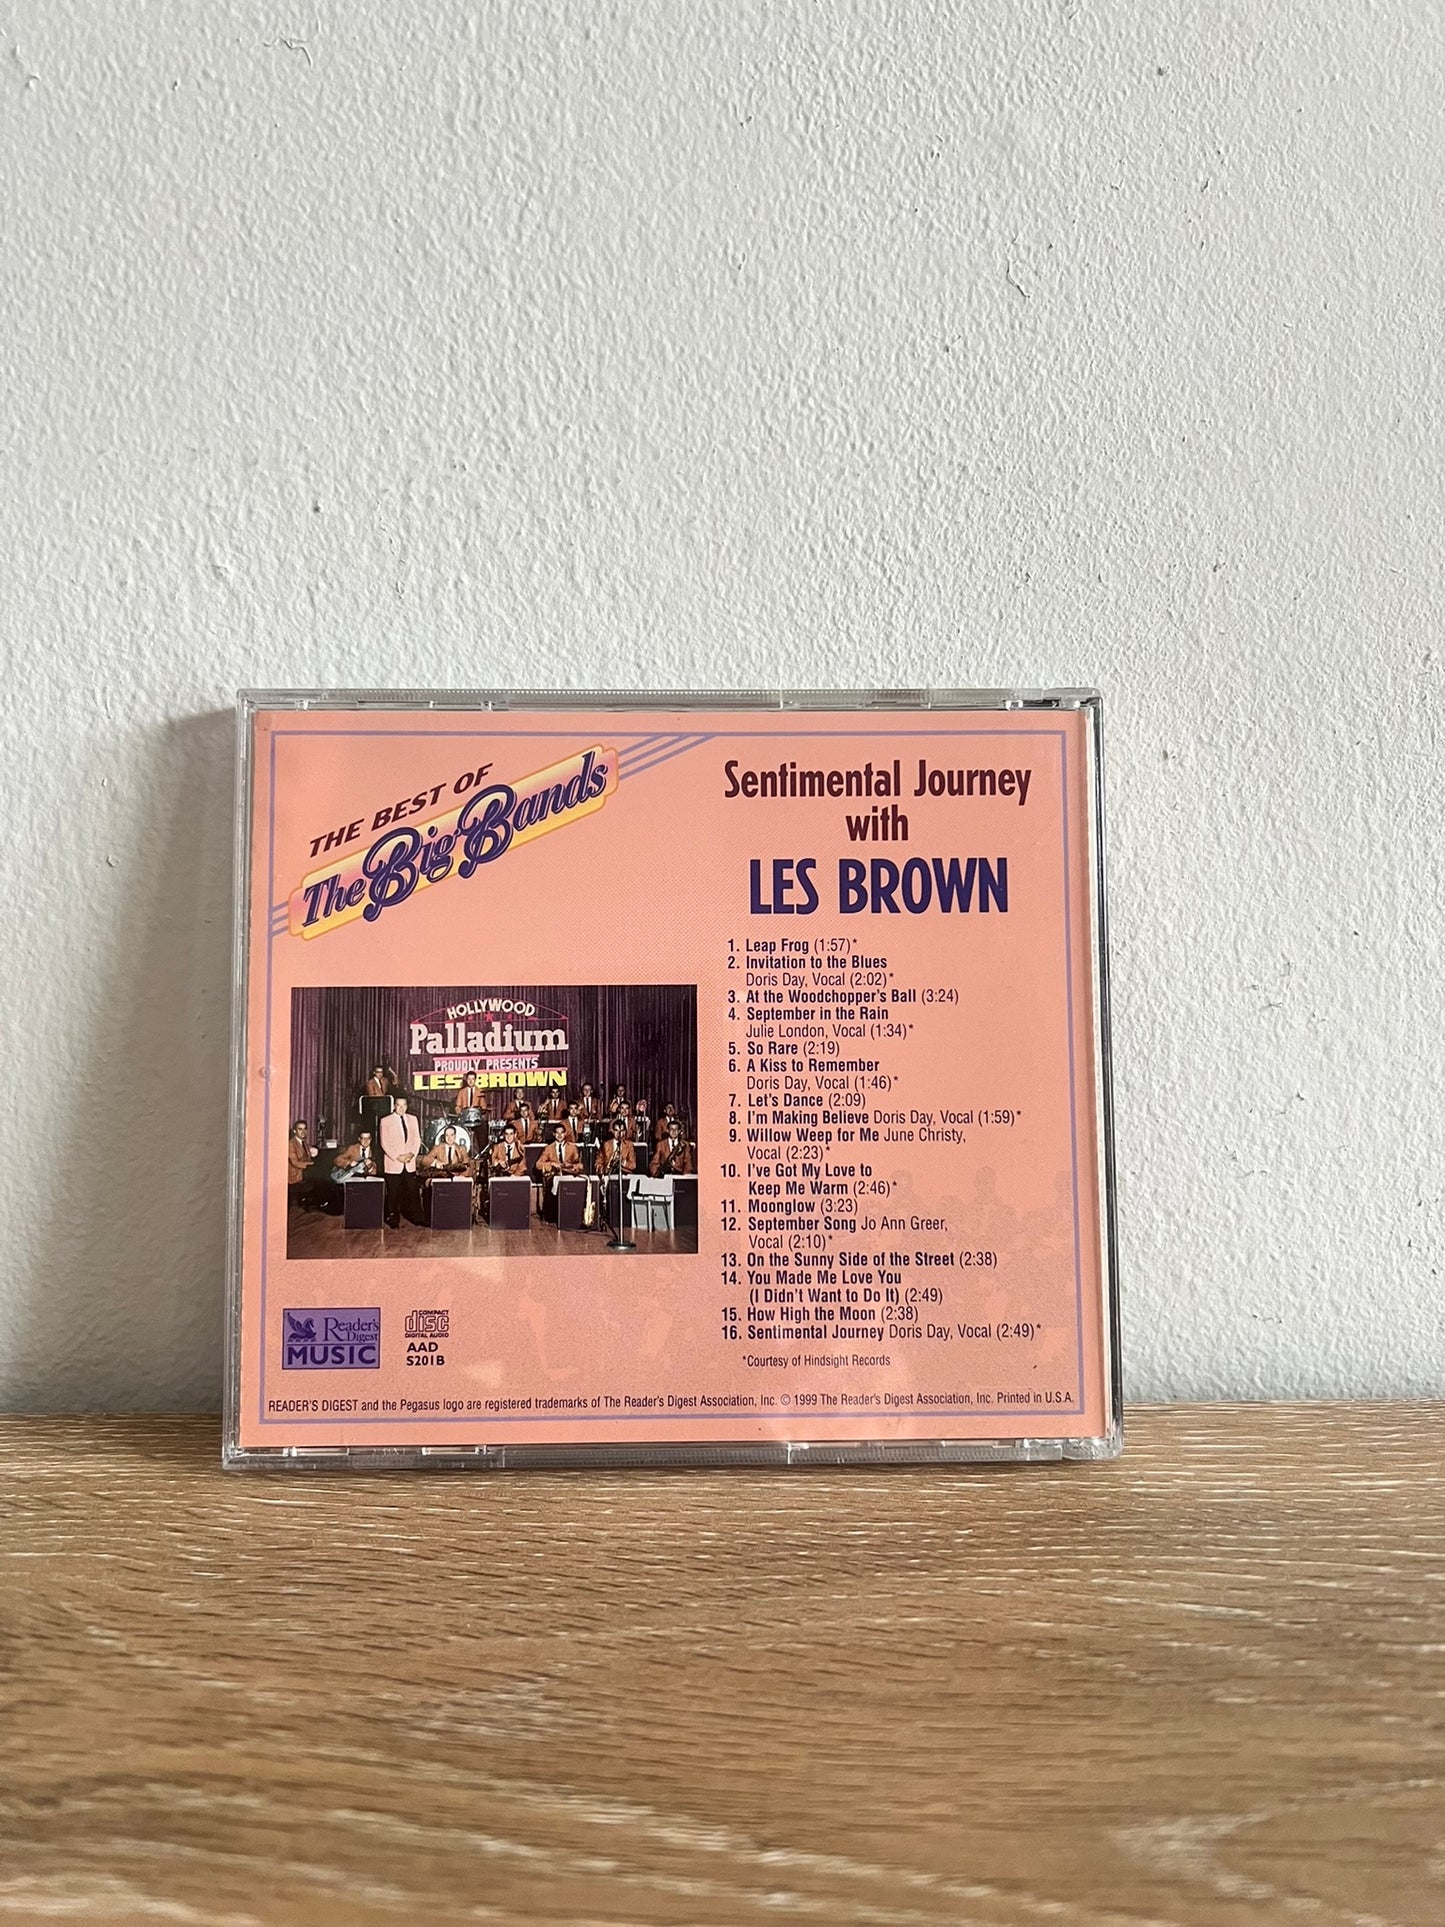 THE BEST OF
The Big Bands
Sentimental Journey
with
LES BROWN
1. Leap Frog (1:57)*
2. Invitation to the Blues
Doris Day, Vocal (2:02)*
3. At the Woodchopper's Ball (3:24)
4. September in the Rain
Julie London, Vocal (1:34)*
5. So Rare (2:19)
6. A Kiss to Remember
Doris Day, Vocal (1:46)*
7. Let's Dance (2:09)
8. I'm Making Believe Doris Day, Vocal (1:59)*
9. Willow Weep for Me June Christy,
Vocal (2:23)*
10. I've Got My Love to
Keep Me Warm (2:46)*
11. Moonglow (3:23)
12. September Song Jo Ann Greer,
Vocal (2:10)*
13. On the Sunny Side of the Street (2:38)
14. You Made Me Love You
(I Didn't Want to Do It) (2:49)
15. How High the Moon (2:38)
16. Sentimental Journey Doris Day, Vocal (2:49)*
*Courtesy of Hindsight Records
HOLLYWOOD
Palladium
PROUDLY PRESENTS
LES BROWN
Reader's
Digest
MUSIC
COMPACT
disc
DIGITAL AUDIO
AAD
S201B
READER'S DIGEST and the Pegasus logo are registered trademarks of The Reader's Digest Association, Inc. © 1999 The Reader's Digest Association, Inc. Printed in U.S.A.